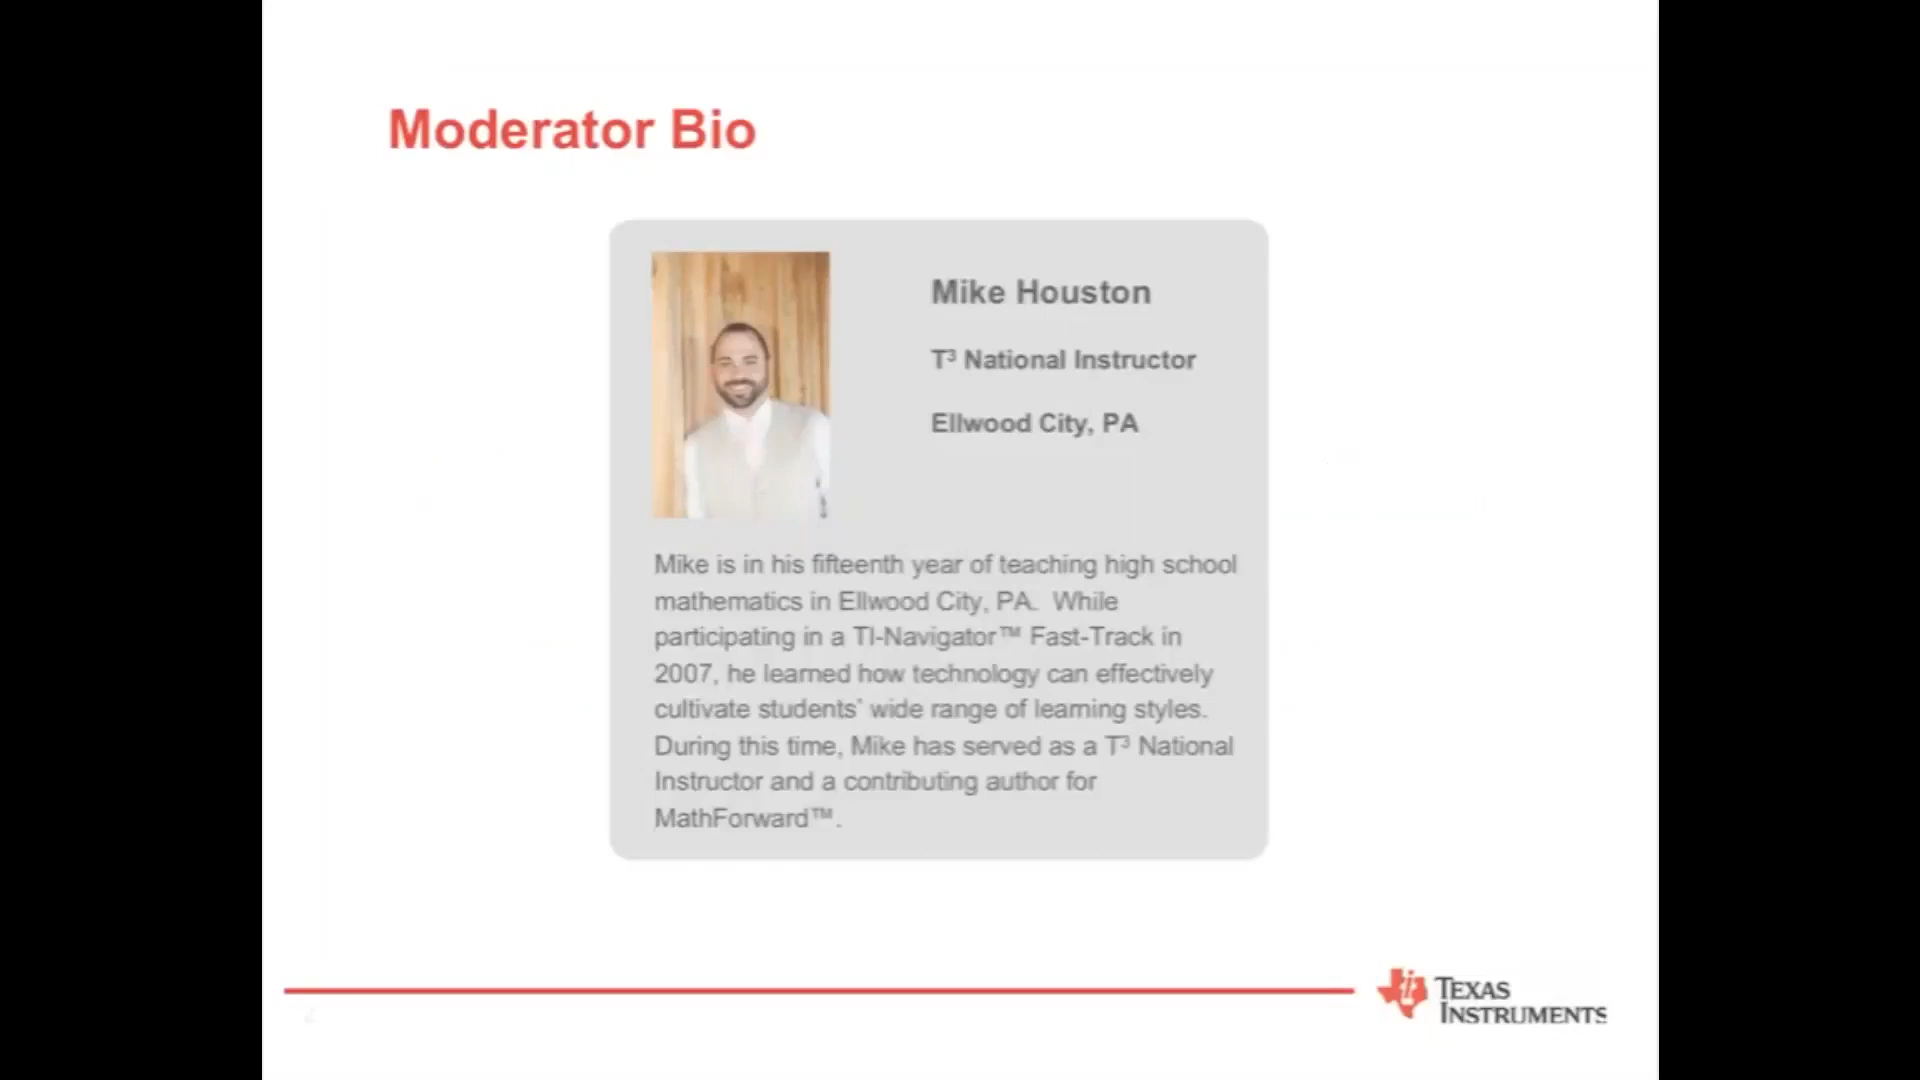 Moderator Bio
Mike Houston
T³ National Instructor
Ellwood City, PA
Mike is in his fifteenth year of teaching high school
mathematics in Ellwood City, PA.  While
participating in a TI-Navigator™ Fast-Track in
2007, he learned how technology can effectively
cultivate students’ wide range of learning styles.
During this time, Mike has served as a T³ National
Instructor and a contributing author for
MathForward™.
TEXAS
INSTRUMENTS